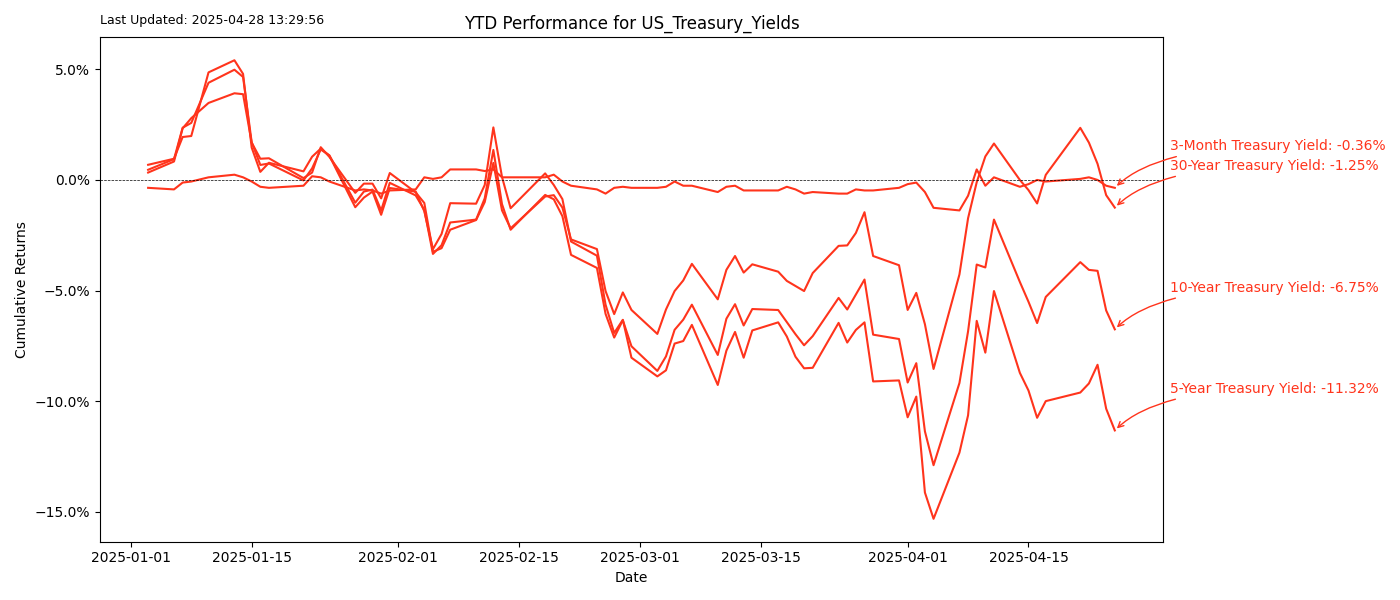 Last Updated: 2025-04-28 13:29:56
YTD Performance for US_Treasury_Yields
5.0%
0.0%
−5.0%
−10.0%
−15.0%
Cumulative Returns
3-Month Treasury Yield: -0.36%
30-Year Treasury Yield: -1.25%
10-Year Treasury Yield: -6.75%
5-Year Treasury Yield: -11.32%
2025-01-01
2025-01-15
2025-02-01
2025-02-15
2025-03-01
2025-03-15
2025-04-01
2025-04-15
Date